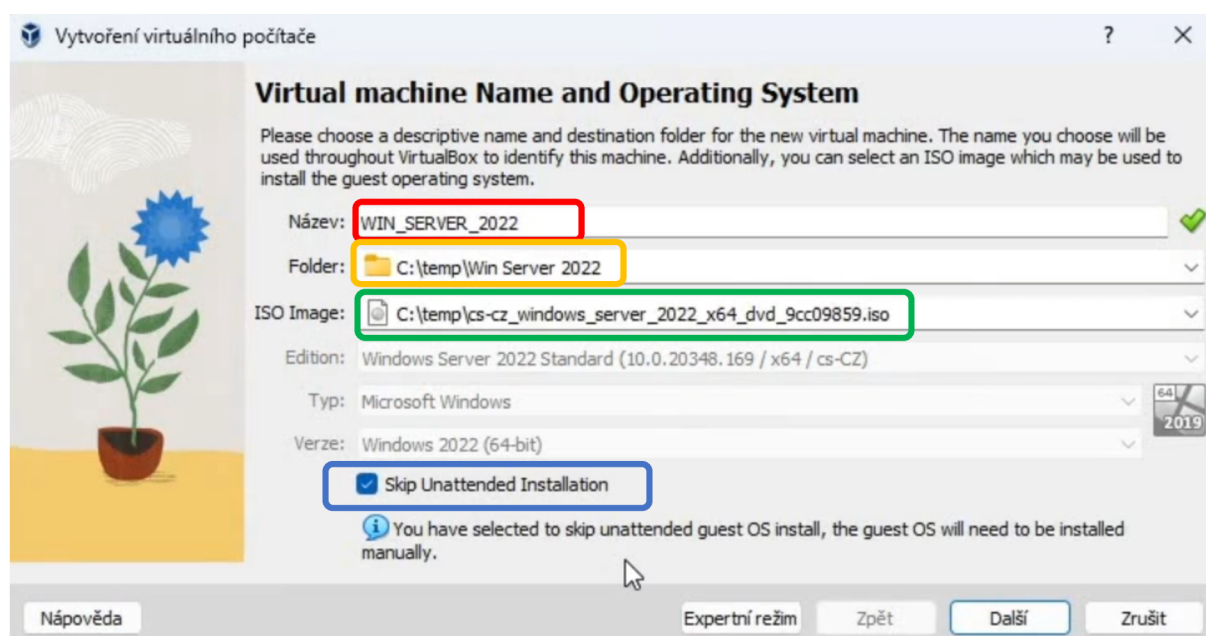 Vytvoření virtuálního počítače
?
Virtual machine Name and Operating System
Please choose a descriptive name and destination folder for the new virtual machine. The name you choose will be
used throughout VirtualBox to identify this machine. Additionally, you can select an ISO image which may be used to
install the guest operating system.
Název: WIN_SERVER_2022
Folder: C:\temp\Win Server 2022
ISO Image: C:\temp\cs-cz_windows_server_2022_x64_dvd_9cc09859.iso
Edition: Windows Server 2022 Standard (10.0.20348.169 / x64 / cs-CZ)
Typ: Microsoft Windows
64
2019
Verze: Windows 2022 (64-bit)
Skip Unattended Installation
You have selected to skip unattended guest OS install, the guest OS will need to be installed
manually.
Nápověda Expertní režim Zpět Další Zrušit